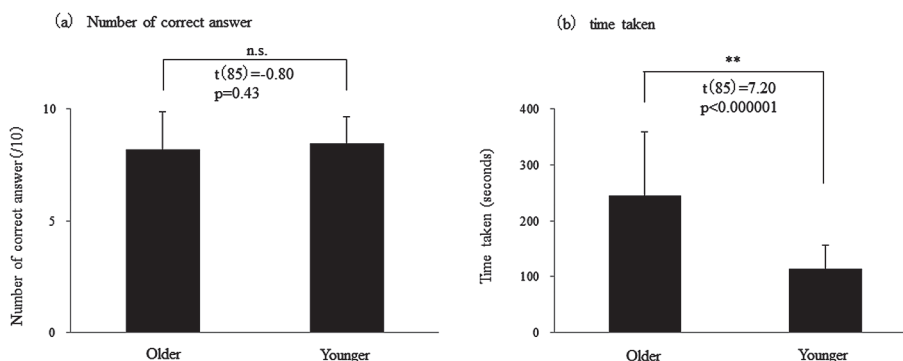 (a) Number of correct answer
n.s.
t(85)=-0.80
p=0.43
10
5
0
Number of correct answer(/10)
Older
Younger
(b) time taken
**
t(85)=7.20
p<0.000001
400
300
200
100
0
Time taken (seconds)
Older
Younger